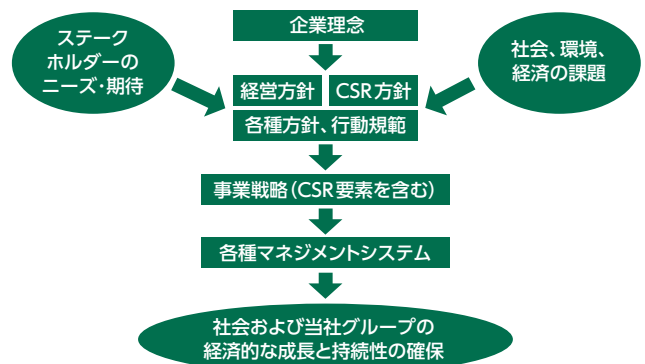 ステーク
ホルダーの
ニーズ・期待
企業理念
社会、環境、
経済の課題
経営方針
CSR方針
各種方針、行動規範
事業戦略(CSR要素を含む)
各種マネジメントシステム
社会および当社グループの
経済的な成長と持続性の確保